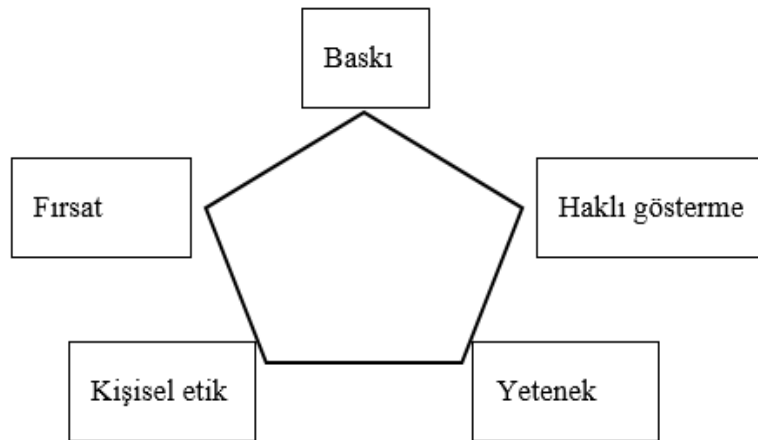 Baskı
Fırsat
Haklı gösterme
Kişisel etik
Yetenek